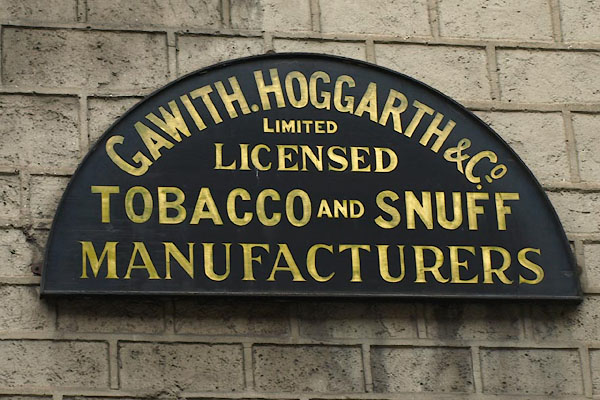 GAWITH. HOGGARTH & Co.
LIMITED
LICENSED
TOBACCO AND SNUFF
MANUFACTURERS